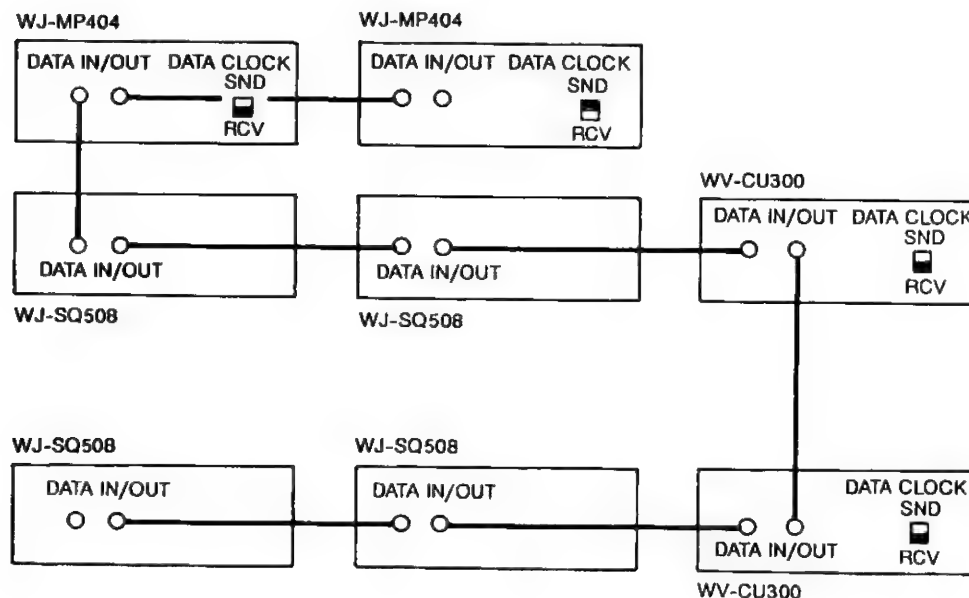 WJ-MP404
DATA IN/OUT DATA CLOCK
SND
RCV
WJ-MP404
DATA IN/OUT DATA CLOCK
SND
RCV
WV-CU300
DATA IN/OUT DATA CLOCK
SND
RCV
DATA IN/OUT
WJ-SQ508
DATA IN/OUT
WJ-SQ508
WJ-SQ508
DATA IN/OUT
WJ-SQ508
DATA IN/OUT
DATA CLOCK
SND
RCV
DATA IN/OUT
WV-CU300